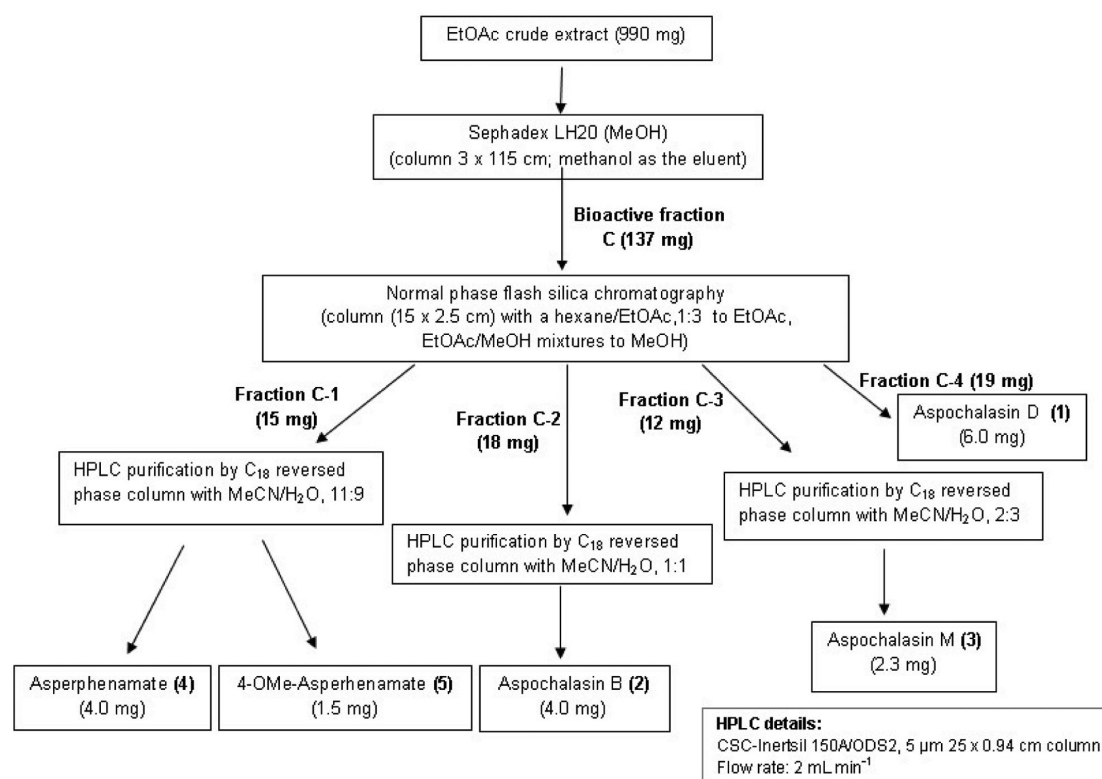 EtOAc crude extract (990 mg)
Sephadex LH20 (MeOH)
(column 3 x 115 cm; methanol as the eluent)
Bioactive fraction
C (137 mg)
Normal phase flash silica chromatography
(column (15 x 2.5 cm) with a hexane/EtOAc,1:3 to EtOAc,
EtOAc/MeOH mixtures to MeOH)
Fraction C-1
(15 mg)
Fraction C-2
(18 mg)
Fraction C-3
(12 mg)
Fraction C-4 (19 mg)
Aspochalasin D (1)
(6.0 mg)
HPLC purification by C₁₈ reversed
phase column with MeCN/H₂O, 11:9
HPLC purification by C₁₈ reversed
phase column with MeCN/H₂O, 1:1
HPLC purification by C₁₈ reversed
phase column with MeCN/H₂O, 2:3
Asperphenamate (4)
(4.0 mg)
4-OMe-Asperhenamate (5)
(1.5 mg)
Aspochalasin B (2)
(4.0 mg)
Aspochalasin M (3)
(2.3 mg)
HPLC details:
CSC-Inertsil 150A/ODS2, 5 µm 25 x 0.94 cm column
Flow rate: 2 mL min⁻¹